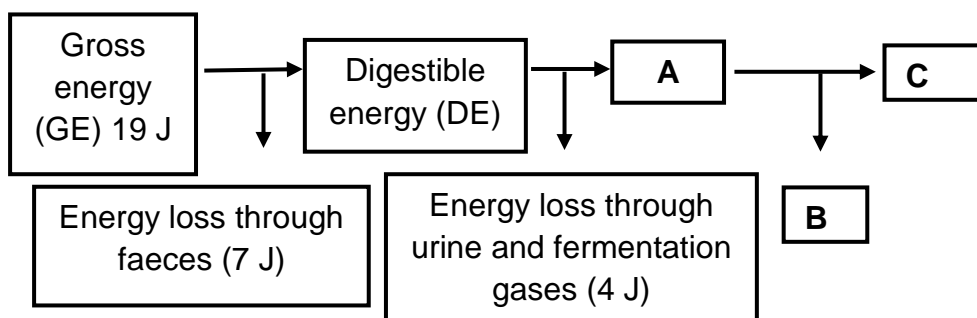 Gross
energy
(GE) 19 J
Digestible
energy (DE)
A
C
Energy loss through
faeces (7 J)
Energy loss through
urine and fermentation
gases (4 J)
B